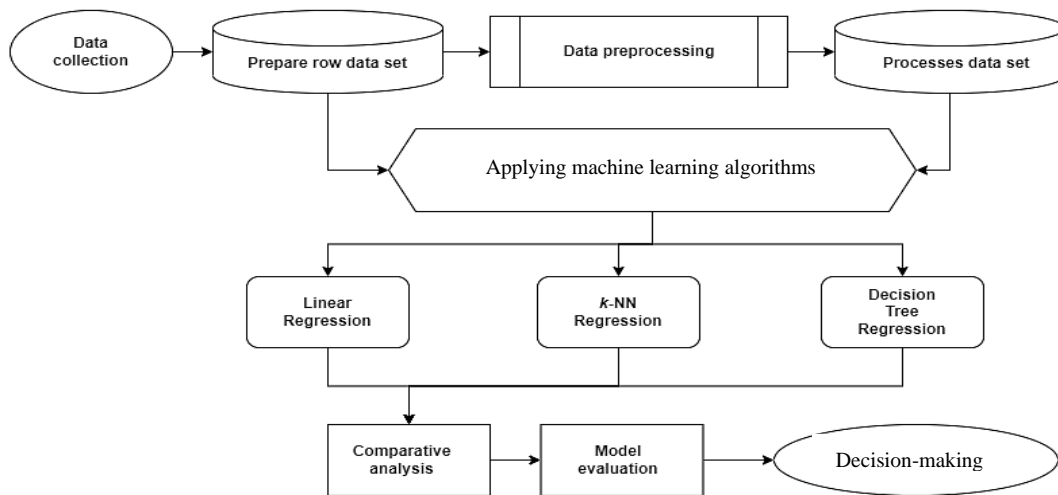 Data
collection
Prepare row data set
Data preprocessing
Processes data set
Applying machine learning algorithms
Linear
Regression
k-NN
Regression
Decision
Tree
Regression
Comparative
analysis
Model
evaluation
Decision-making